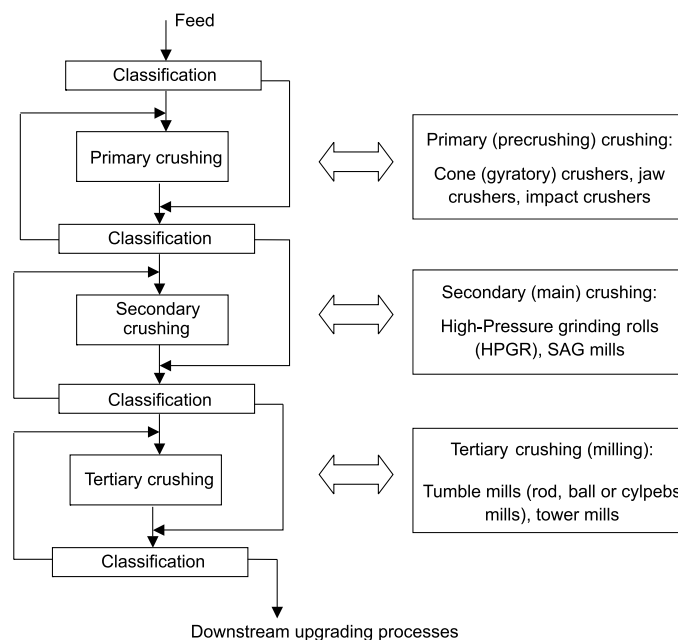 Feed
Classification
Primary crushing
Primary (precrushing) crushing:
Cone (gyratory) crushers, jaw
crushers, impact crushers
Classification
Secondary
crushing
Secondary (main) crushing:
High-Pressure grinding rolls
(HPGR), SAG mills
Classification
Tertiary crushing
Tertiary crushing (milling):
Tumble mills (rod, ball or cylpebs
mills), tower mills
Classification
Downstream upgrading processes